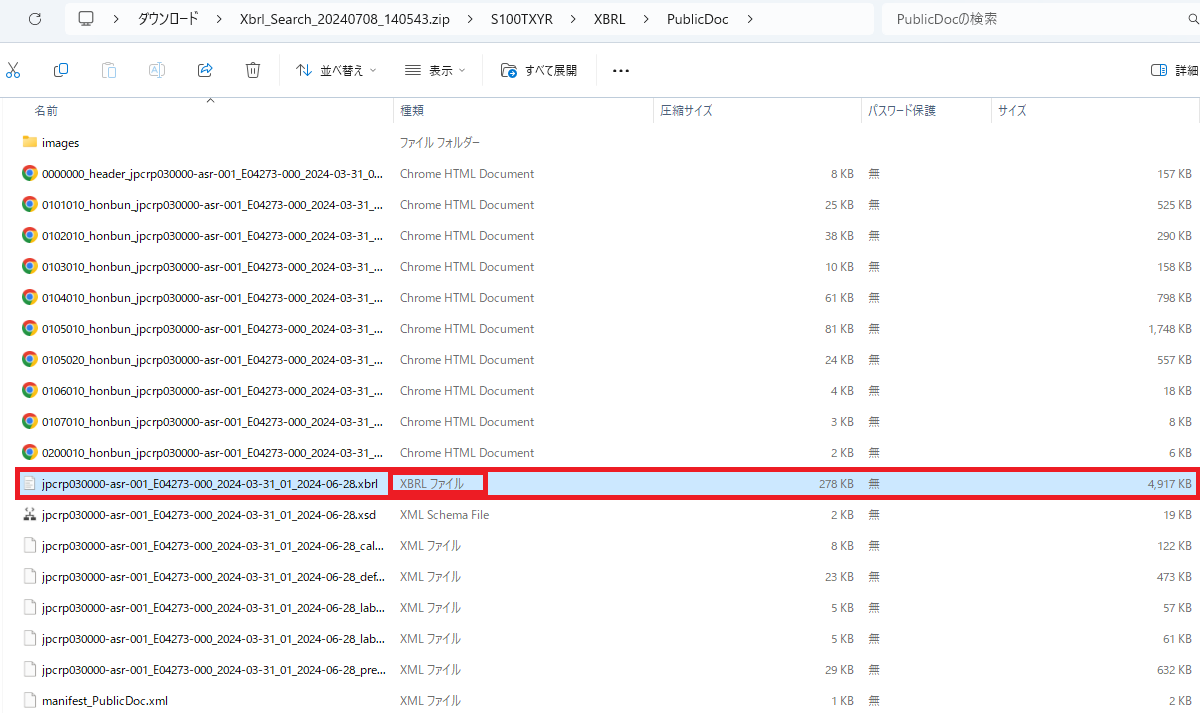 ダウンロード > Xbrl_Search_20240708_140543.zip > S100TXYR > XBRL > PublicDoc > PublicDocの検索
並べ替え 表示 すべて展開 … 詳細
名前 種類 圧縮サイズ パスワード保護 サイズ
images ファイル フォルダー
0000000_header_jpcrp030000-asr-001_E04273-000_2024-03-31_0... Chrome HTML Document 8 KB 無 157 KB
0101010_honbun_jpcrp030000-asr-001_E04273-000_2024-03-31_... Chrome HTML Document 25 KB 無 525 KB
0102010_honbun_jpcrp030000-asr-001_E04273-000_2024-03-31_... Chrome HTML Document 38 KB 無 290 KB
0103010_honbun_jpcrp030000-asr-001_E04273-000_2024-03-31_... Chrome HTML Document 10 KB 無 158 KB
0104010_honbun_jpcrp030000-asr-001_E04273-000_2024-03-31_... Chrome HTML Document 61 KB 無 798 KB
0105010_honbun_jpcrp030000-asr-001_E04273-000_2024-03-31_... Chrome HTML Document 81 KB 無 1,748 KB
0105020_honbun_jpcrp030000-asr-001_E04273-000_2024-03-31_... Chrome HTML Document 24 KB 無 557 KB
0106010_honbun_jpcrp030000-asr-001_E04273-000_2024-03-31_... Chrome HTML Document 4 KB 無 18 KB
0107010_honbun_jpcrp030000-asr-001_E04273-000_2024-03-31_... Chrome HTML Document 3 KB 無 8 KB
0200010_honbun_jpcrp030000-asr-001_E04273-000_2024-03-31_... Chrome HTML Document 2 KB 無 6 KB
jpcrp030000-asr-001_E04273-000_2024-03-31_01_2024-06-28.xbrl XBRL ファイル 278 KB 無 4,917 KB
jpcrp030000-asr-001_E04273-000_2024-03-31_01_2024-06-28.xsd XML Schema File 2 KB 無 19 KB
jpcrp030000-asr-001_E04273-000_2024-03-31_01_2024-06-28_cal... XML ファイル 8 KB 無 122 KB
jpcrp030000-asr-001_E04273-000_2024-03-31_01_2024-06-28_def... XML ファイル 23 KB 無 473 KB
jpcrp030000-asr-001_E04273-000_2024-03-31_01_2024-06-28_lab... XML ファイル 5 KB 無 57 KB
jpcrp030000-asr-001_E04273-000_2024-03-31_01_2024-06-28_lab... XML ファイル 5 KB 無 61 KB
jpcrp030000-asr-001_E04273-000_2024-03-31_01_2024-06-28_pre... XML ファイル 29 KB 無 632 KB
manifest_PublicDoc.xml XML ファイル 1 KB 無 2 KB